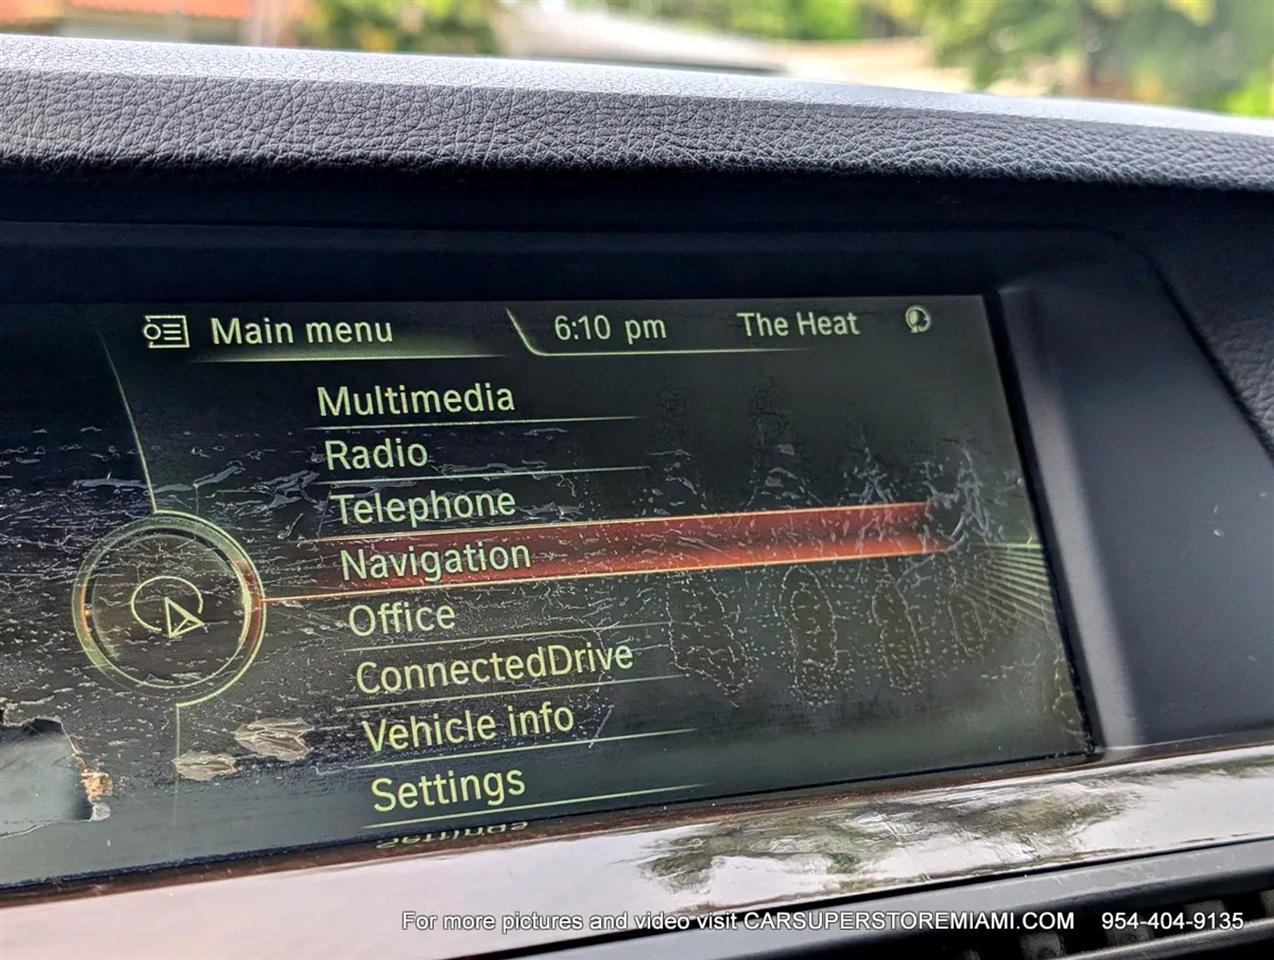 Main menu 6:10 pm The Heat
Multimedia
Radio
Telephone
Navigation
Office
ConnectedDrive
Vehicle info
Settings
For more pictures and video visit CARSUPERSTOREMIAMI.COM 954-404-9135